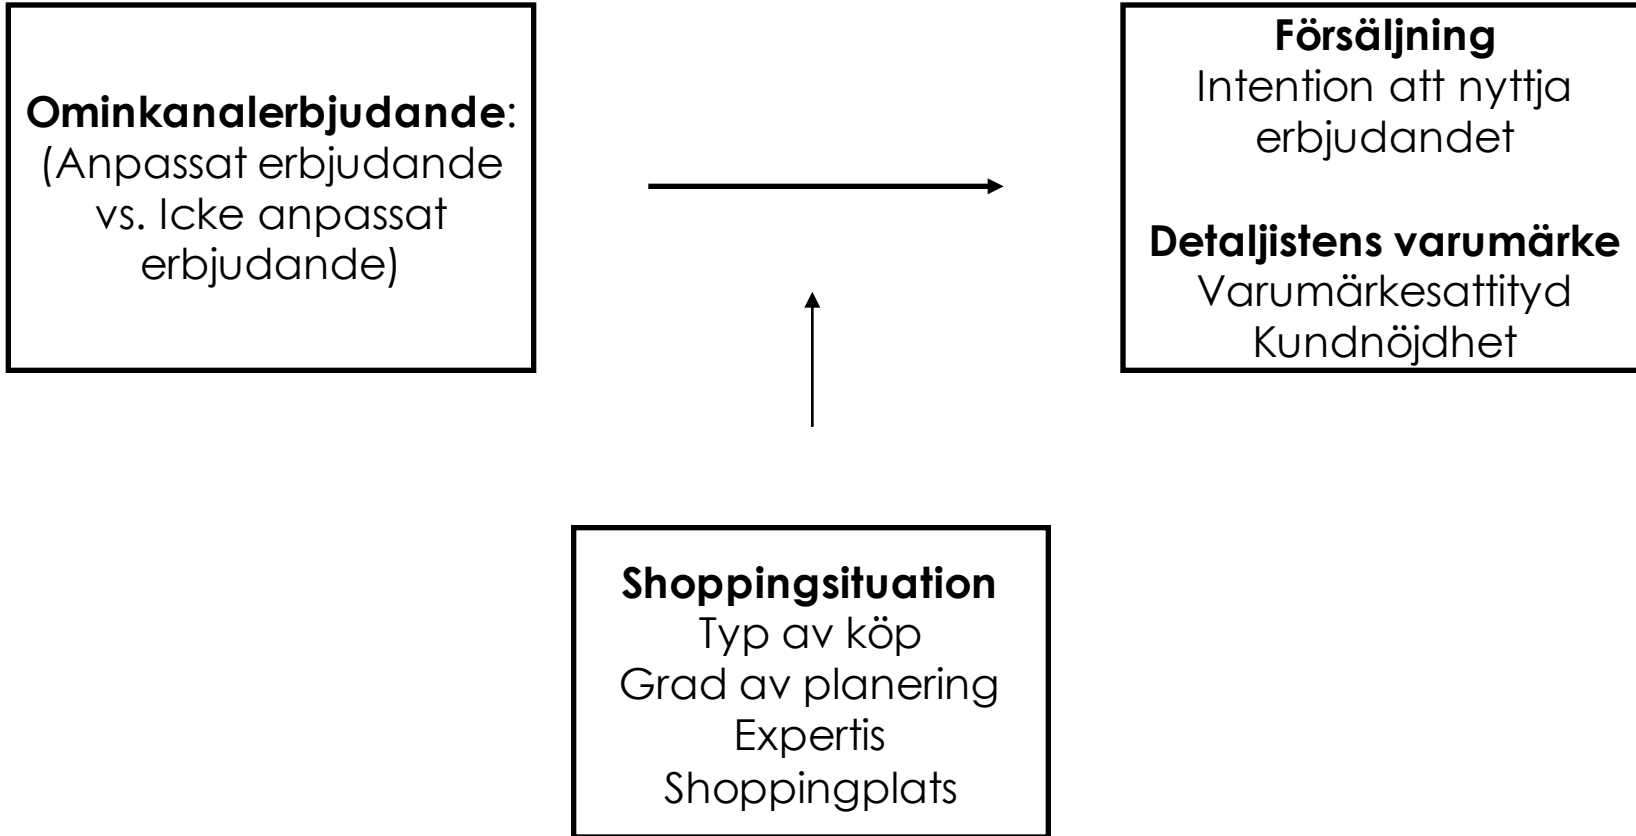 Ominkanalerbjudande:
(Anpassat erbjudande
vs. Icke anpassat
erbjudande)
Försäljning
Intention att nyttja
erbjudandet
Detaljistens varumärke
Varumärkesattityd
Kundnöjdhet
Shoppingsituation
Typ av köp
Grad av planering
Expertis
Shoppingplats